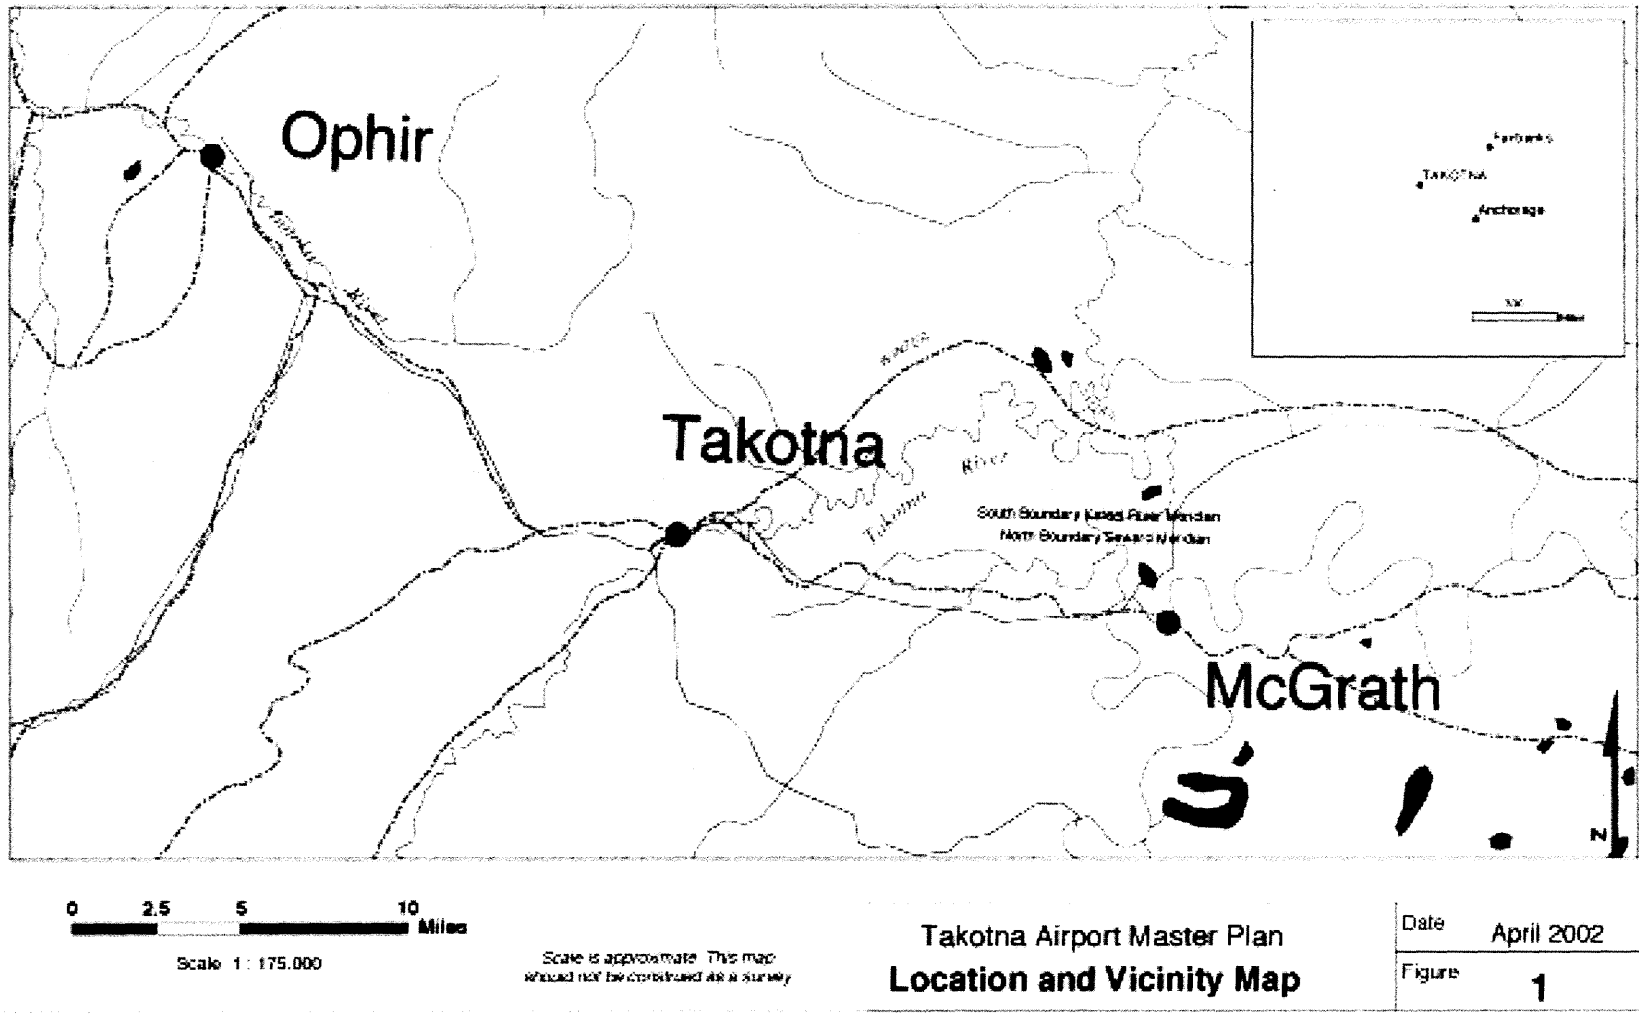 Ophir
Fairbanks
TAKOTNA
Anchorage
River
Takotna
River
Takotna
South Boundary Kateel River Meridian
North Boundary Seward Meridian
McGrath
N
0 2.5 5 10
Miles
Scale 1 : 175,000
Scale is approximate. This map
should not be construed as a survey
Takotna Airport Master Plan
Location and Vicinity Map
Date April 2002
Figure 1